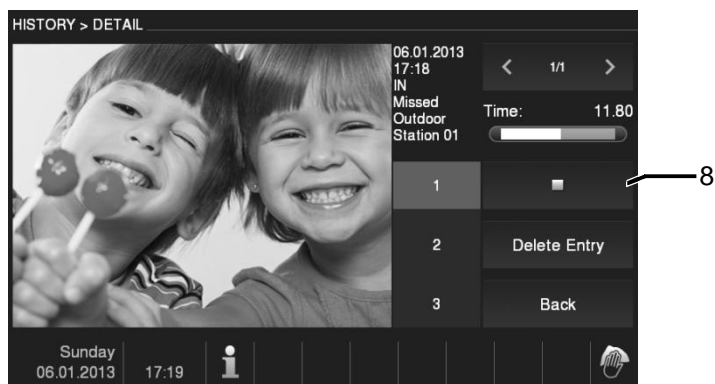 HISTORY > DETAIL
06.01.2013
17:18
IN
Missed
Outdoor
Station 01
< 1/1 >
Time: 11.80
1
8
2 Delete Entry
3 Back
Sunday
06.01.2013 17:19